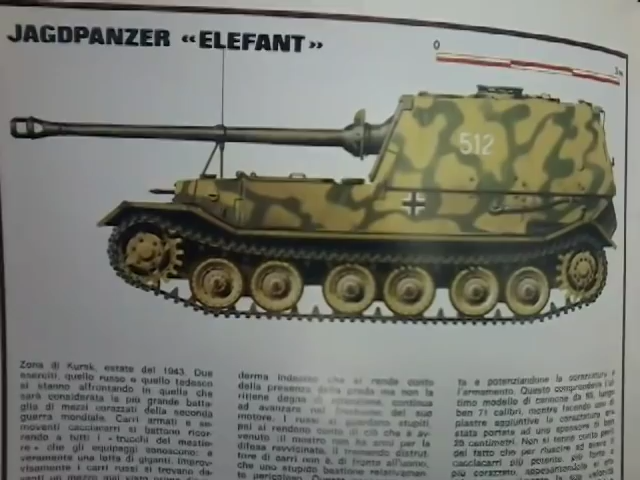 JAGDPANZER «ELEFANT»
0
512
Zona di Kursk, estate del 1943. Due
eserciti, quello russo e quello tedesco
si stanno affrontando in quella che
sarà considerata la più grande batta-
glia di mezzi corazzati della seconda
guerra mondiale. Carri armati e se-
moventi cacciacarri si battono ricor-
rendo a tutti i «trucchi del mestie-
re» che gli equipaggi conoscono: è
veramente una lotta di giganti. Improv-
visamente i carri russi si trovano da-
derma che si rende conto
della presenza preda ma non la
ritiene degna di attenzione, continua
ad avanzare nel del suo
motore. I russi guardano stupiti,
poi si rendono conto di ciò che è av-
venuto: il mostro non ha armi per la
difesa ravvicinata, il tremendo distrut-
tore di carri non è, di fronte all'uomo,
che uno stupido bastione relativamen-
te pericoloso.
ta e potenziandone la corazzatura e
l'armamento. Questo comprendeva l'ul-
timo modello di cannone da 88, lungo
ben 71 calibri, mentre facendo uso di
piastre aggiuntive la corazzatura era
stata portata ad uno spessore di ben
20 centimetri. Non si tenne conto però
del fatto che per riuscire ad avere il
cacciacarri più potente, più forte e
più corazzato